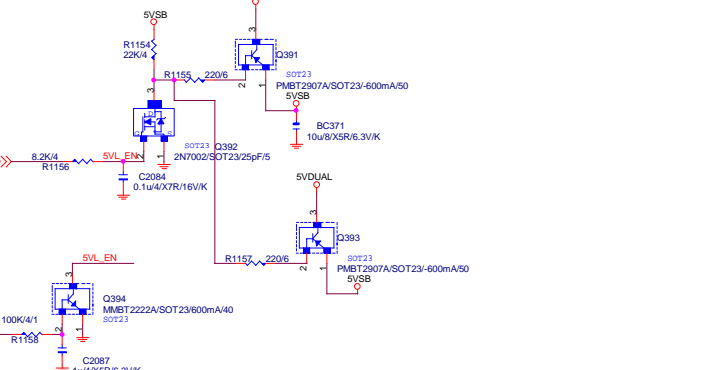 5VSB
3
R1154
22K/4
Q391
R1155
220/6
SOT23
2
1
PMBT2907A/SOT23/-600mA/50
5VSB
3
D
G
S
BC371
10u/8/X5R/6.3V/K
SOT23
Q392
2N7002/SOT23/25pF/5
8.2K/4
5VL_EN
2
1
R1156
C2084
0.1u/4/X7R/16V/K
5VDUAL
3
Q393
R1157
220/6
SOT23
2
1
PMBT2907A/SOT23/-600mA/50
5VSB
5VL_EN
3
Q394
MMBT2222A/SOT23/600mA/40
SOT23
100K/4/1
2
1
R1158
C2087